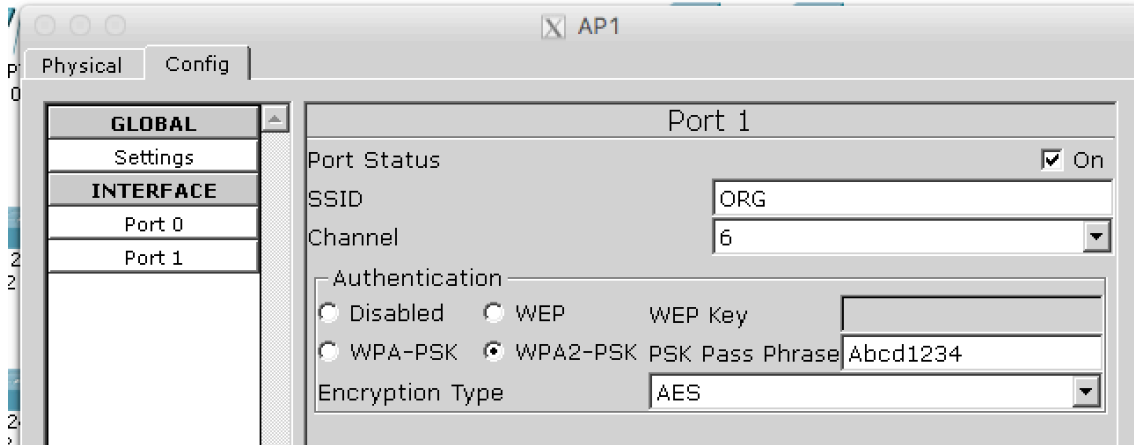 AP1
Physical Config
GLOBAL
Settings
INTERFACE
Port 0
Port 1
Port 1
Port Status On
SSID ORG
Channel 6
Authentication
Disabled WEP WEP Key
WPA-PSK WPA2-PSK PSK Pass Phrase Abcd1234
Encryption Type AES